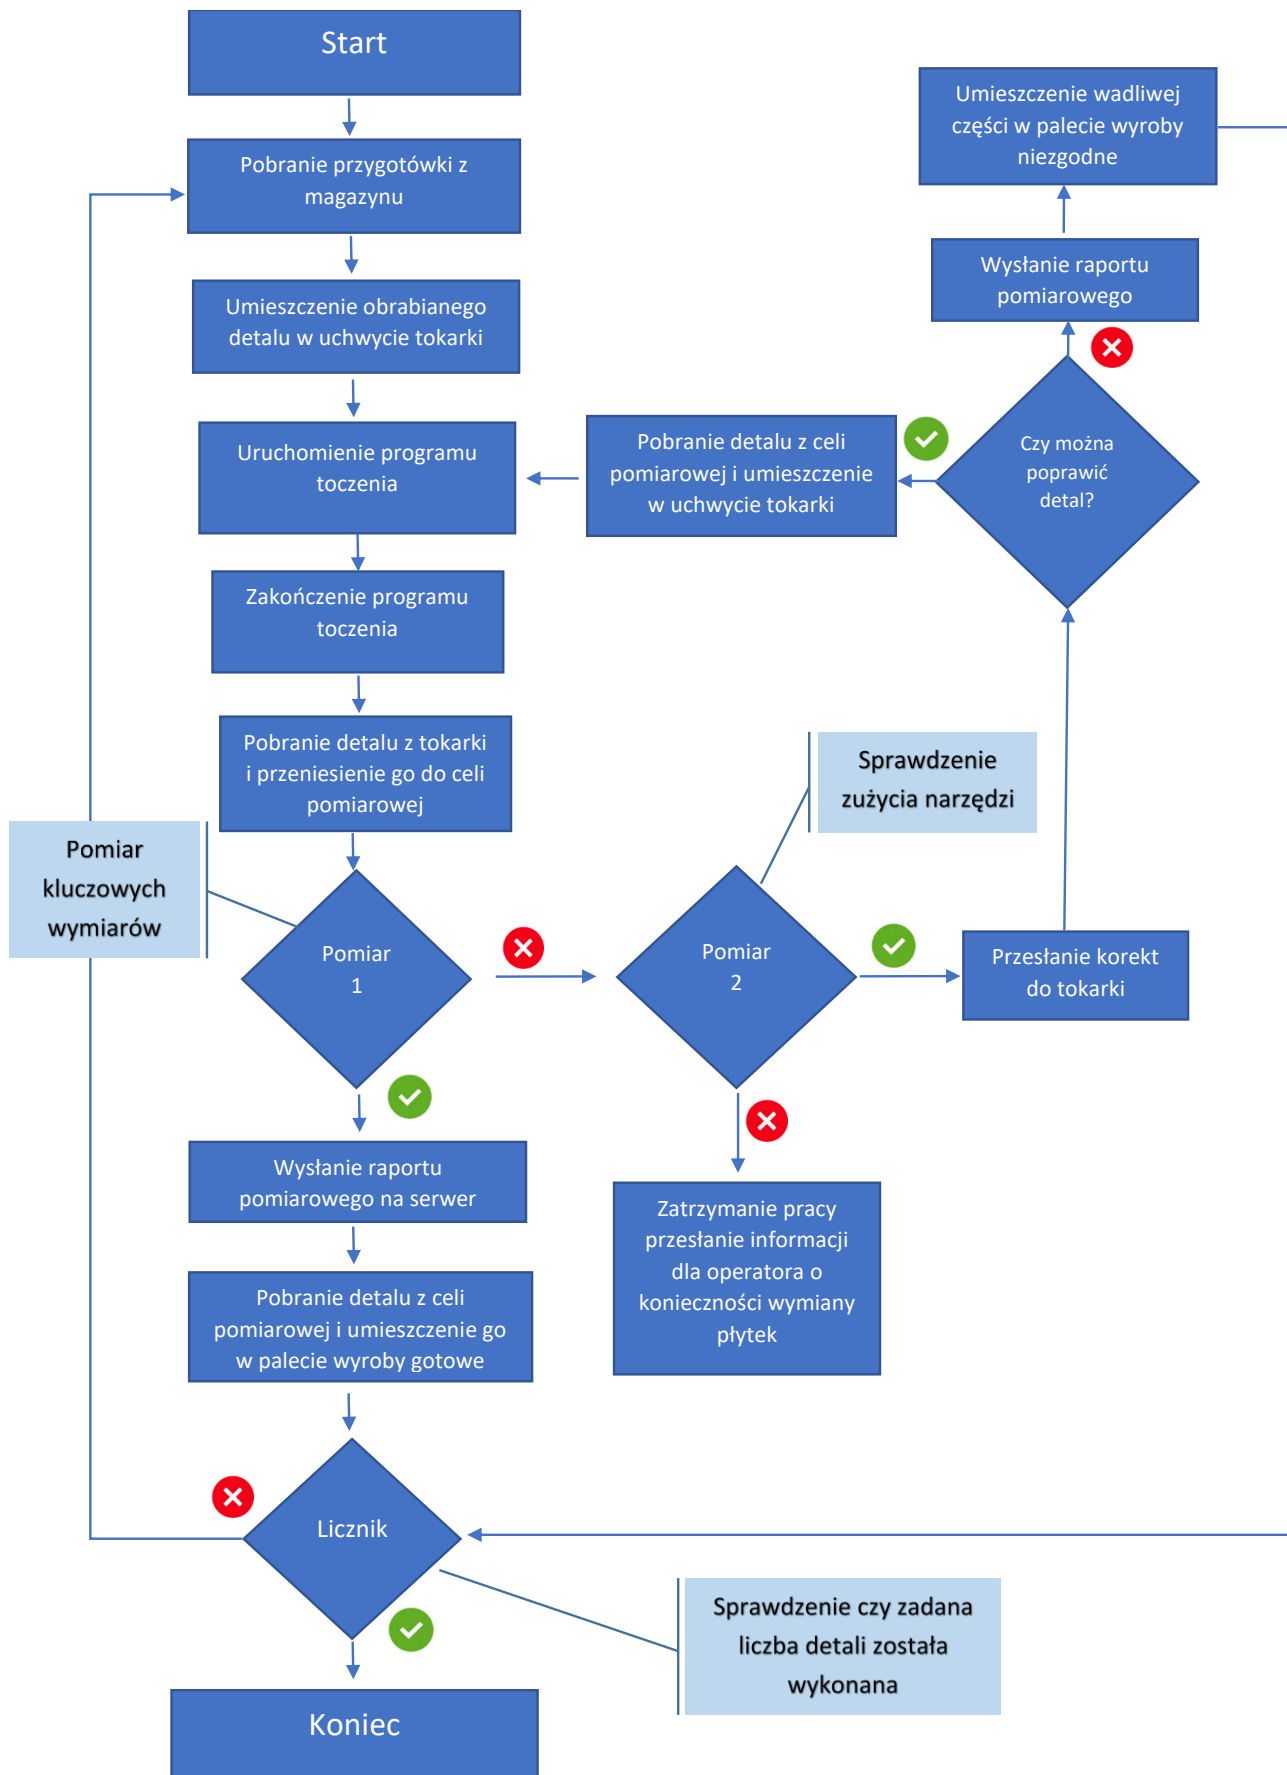 Start
Pobranie przygotówki z
magazynu
Umieszczenie obrabianego
detalu w uchwycie tokarki
Uruchomienie programu
toczenia
Zakończenie programu
toczenia
Pobranie detalu z tokarki
i przeniesienie go do celi
pomiarowej
Pomiar
kluczowych
wymiarów
Pomiar
1
Wysłanie raportu
pomiarowego na serwer
Pobranie detalu z celi
pomiarowej i umieszczenie go
w palecie wyroby gotowe
Licznik
Koniec
Sprawdzenie czy zadana
liczba detali została
wykonana
Pomiar
2
Sprawdzenie
zużycia narzędzi
Zatrzymanie pracy
przesłanie informacji
dla operatora o
konieczności wymiany
płytek
Przesłanie korekt
do tokarki
Czy można
poprawić
detal?
Pobranie detalu z celi
pomiarowej i umieszczenie
w uchwycie tokarki
Wysłanie raportu
pomiarowego
Umieszczenie wadliwej
części w palecie wyroby
niezgodne